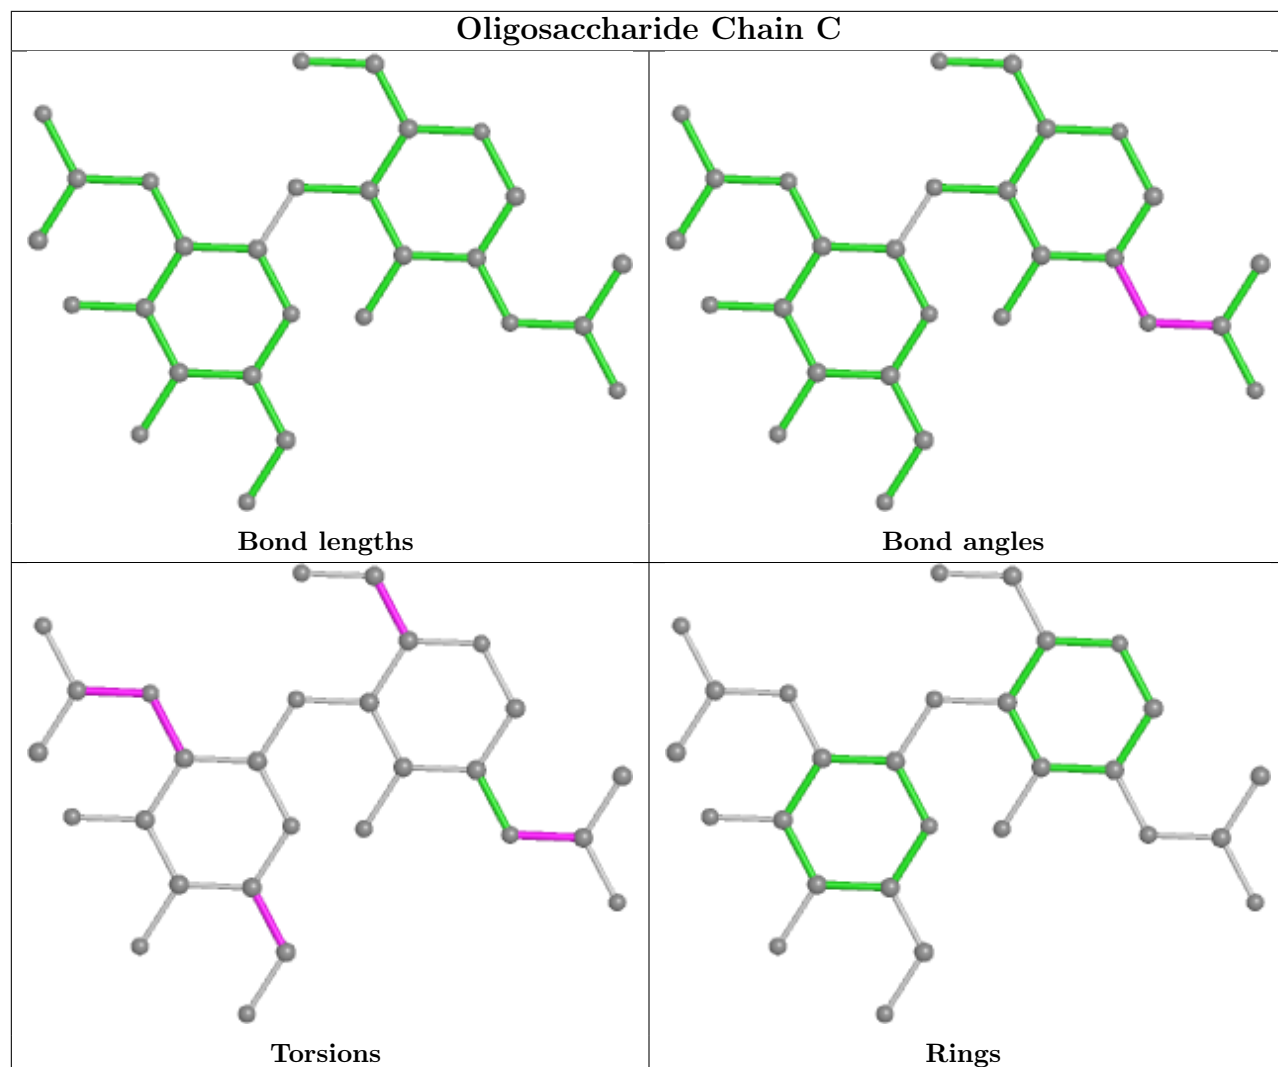 Oligosaccharide Chain C
Bond lengths
Bond angles
Torsions
Rings